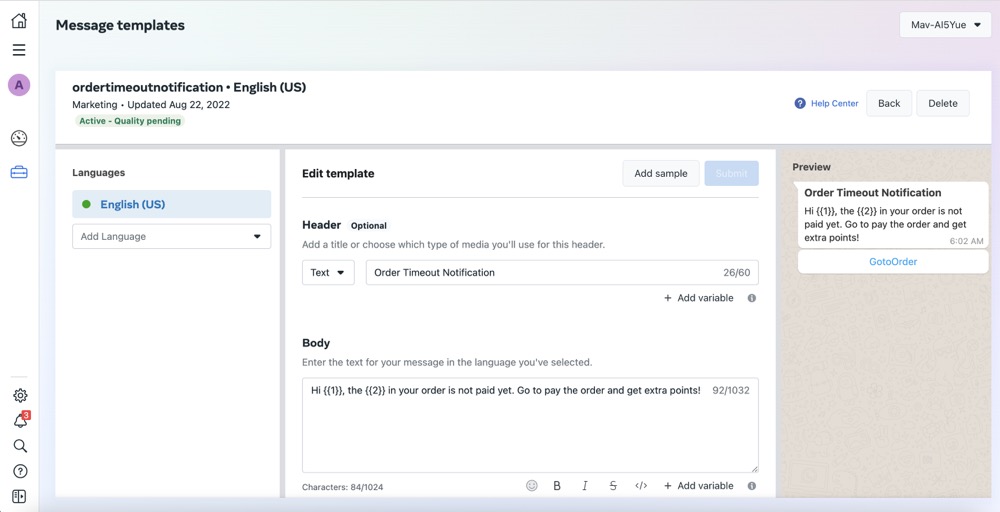 Message templates
Mav-AI5Yue
A
ordertimeoutnotification • English (US)
Marketing • Updated Aug 22, 2022
Active - Quality pending
Help Center
Back
Delete
Languages
English (US)
Add Language
Edit template
Add sample
Submit
Header Optional
Add a title or choose which type of media you'll use for this header.
Text
Order Timeout Notification
26/60
+ Add variable
Body
Enter the text for your message in the language you've selected.
Hi {{1}}, the {{2}} in your order is not paid yet. Go to pay the order and get extra points!
92/1032
Characters: 84/1024
B I S </> + Add variable
Preview
Order Timeout Notification
Hi {{1}}, the {{2}} in your order is not
paid yet. Go to pay the order and get
extra points!
6:02 AM
GotoOrder
3